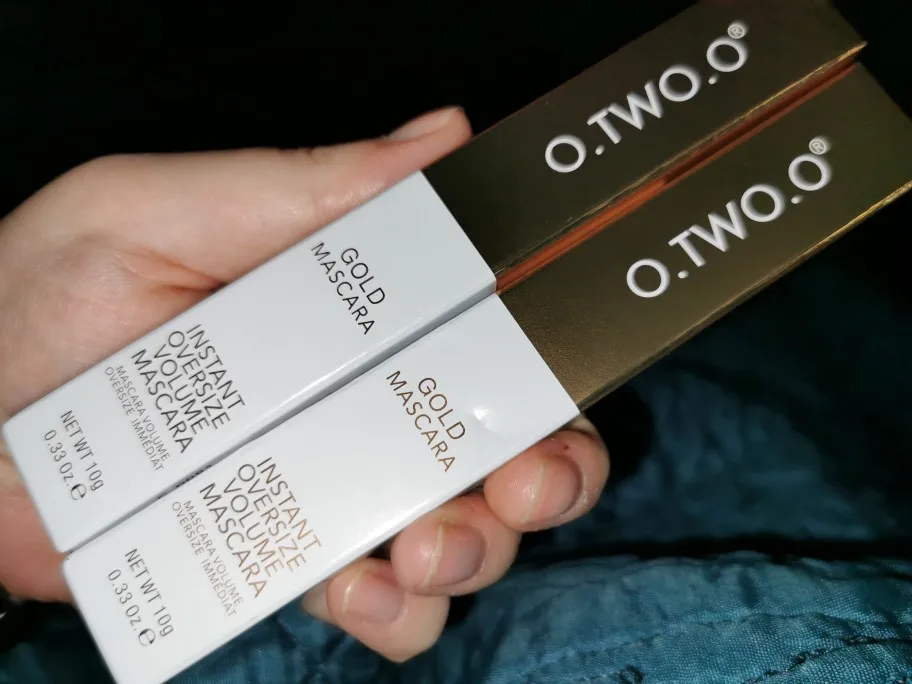 O.TWO.O®
GOLD
MASCARA
INSTANT
OVERSIZE
VOLUME
MASCARA
MASCARA VOLUME
OVERSIZE IMMÉDIAT
NET WT 10g
0.33 Oz. ℮
O.TWO.O®
GOLD
MASCARA
INSTANT
OVERSIZE
VOLUME
MASCARA
MASCARA VOLUME
OVERSIZE IMMÉDIAT
NET WT 10g
0.33 Oz. ℮